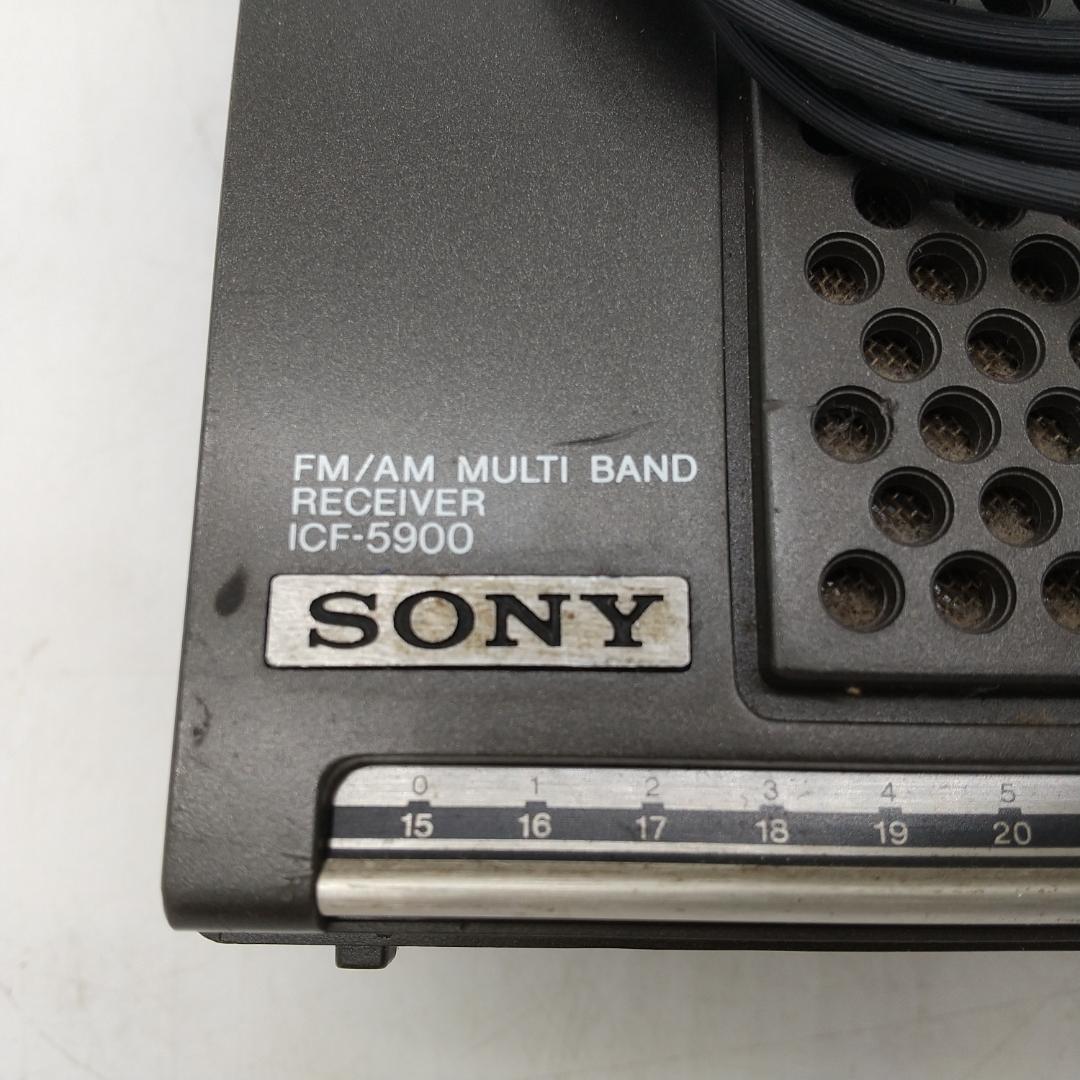 FM/AM MULTI BAND
RECEIVER
ICF-5900
SONY
0 1 2 3 4 5
15 16 17 18 19 20